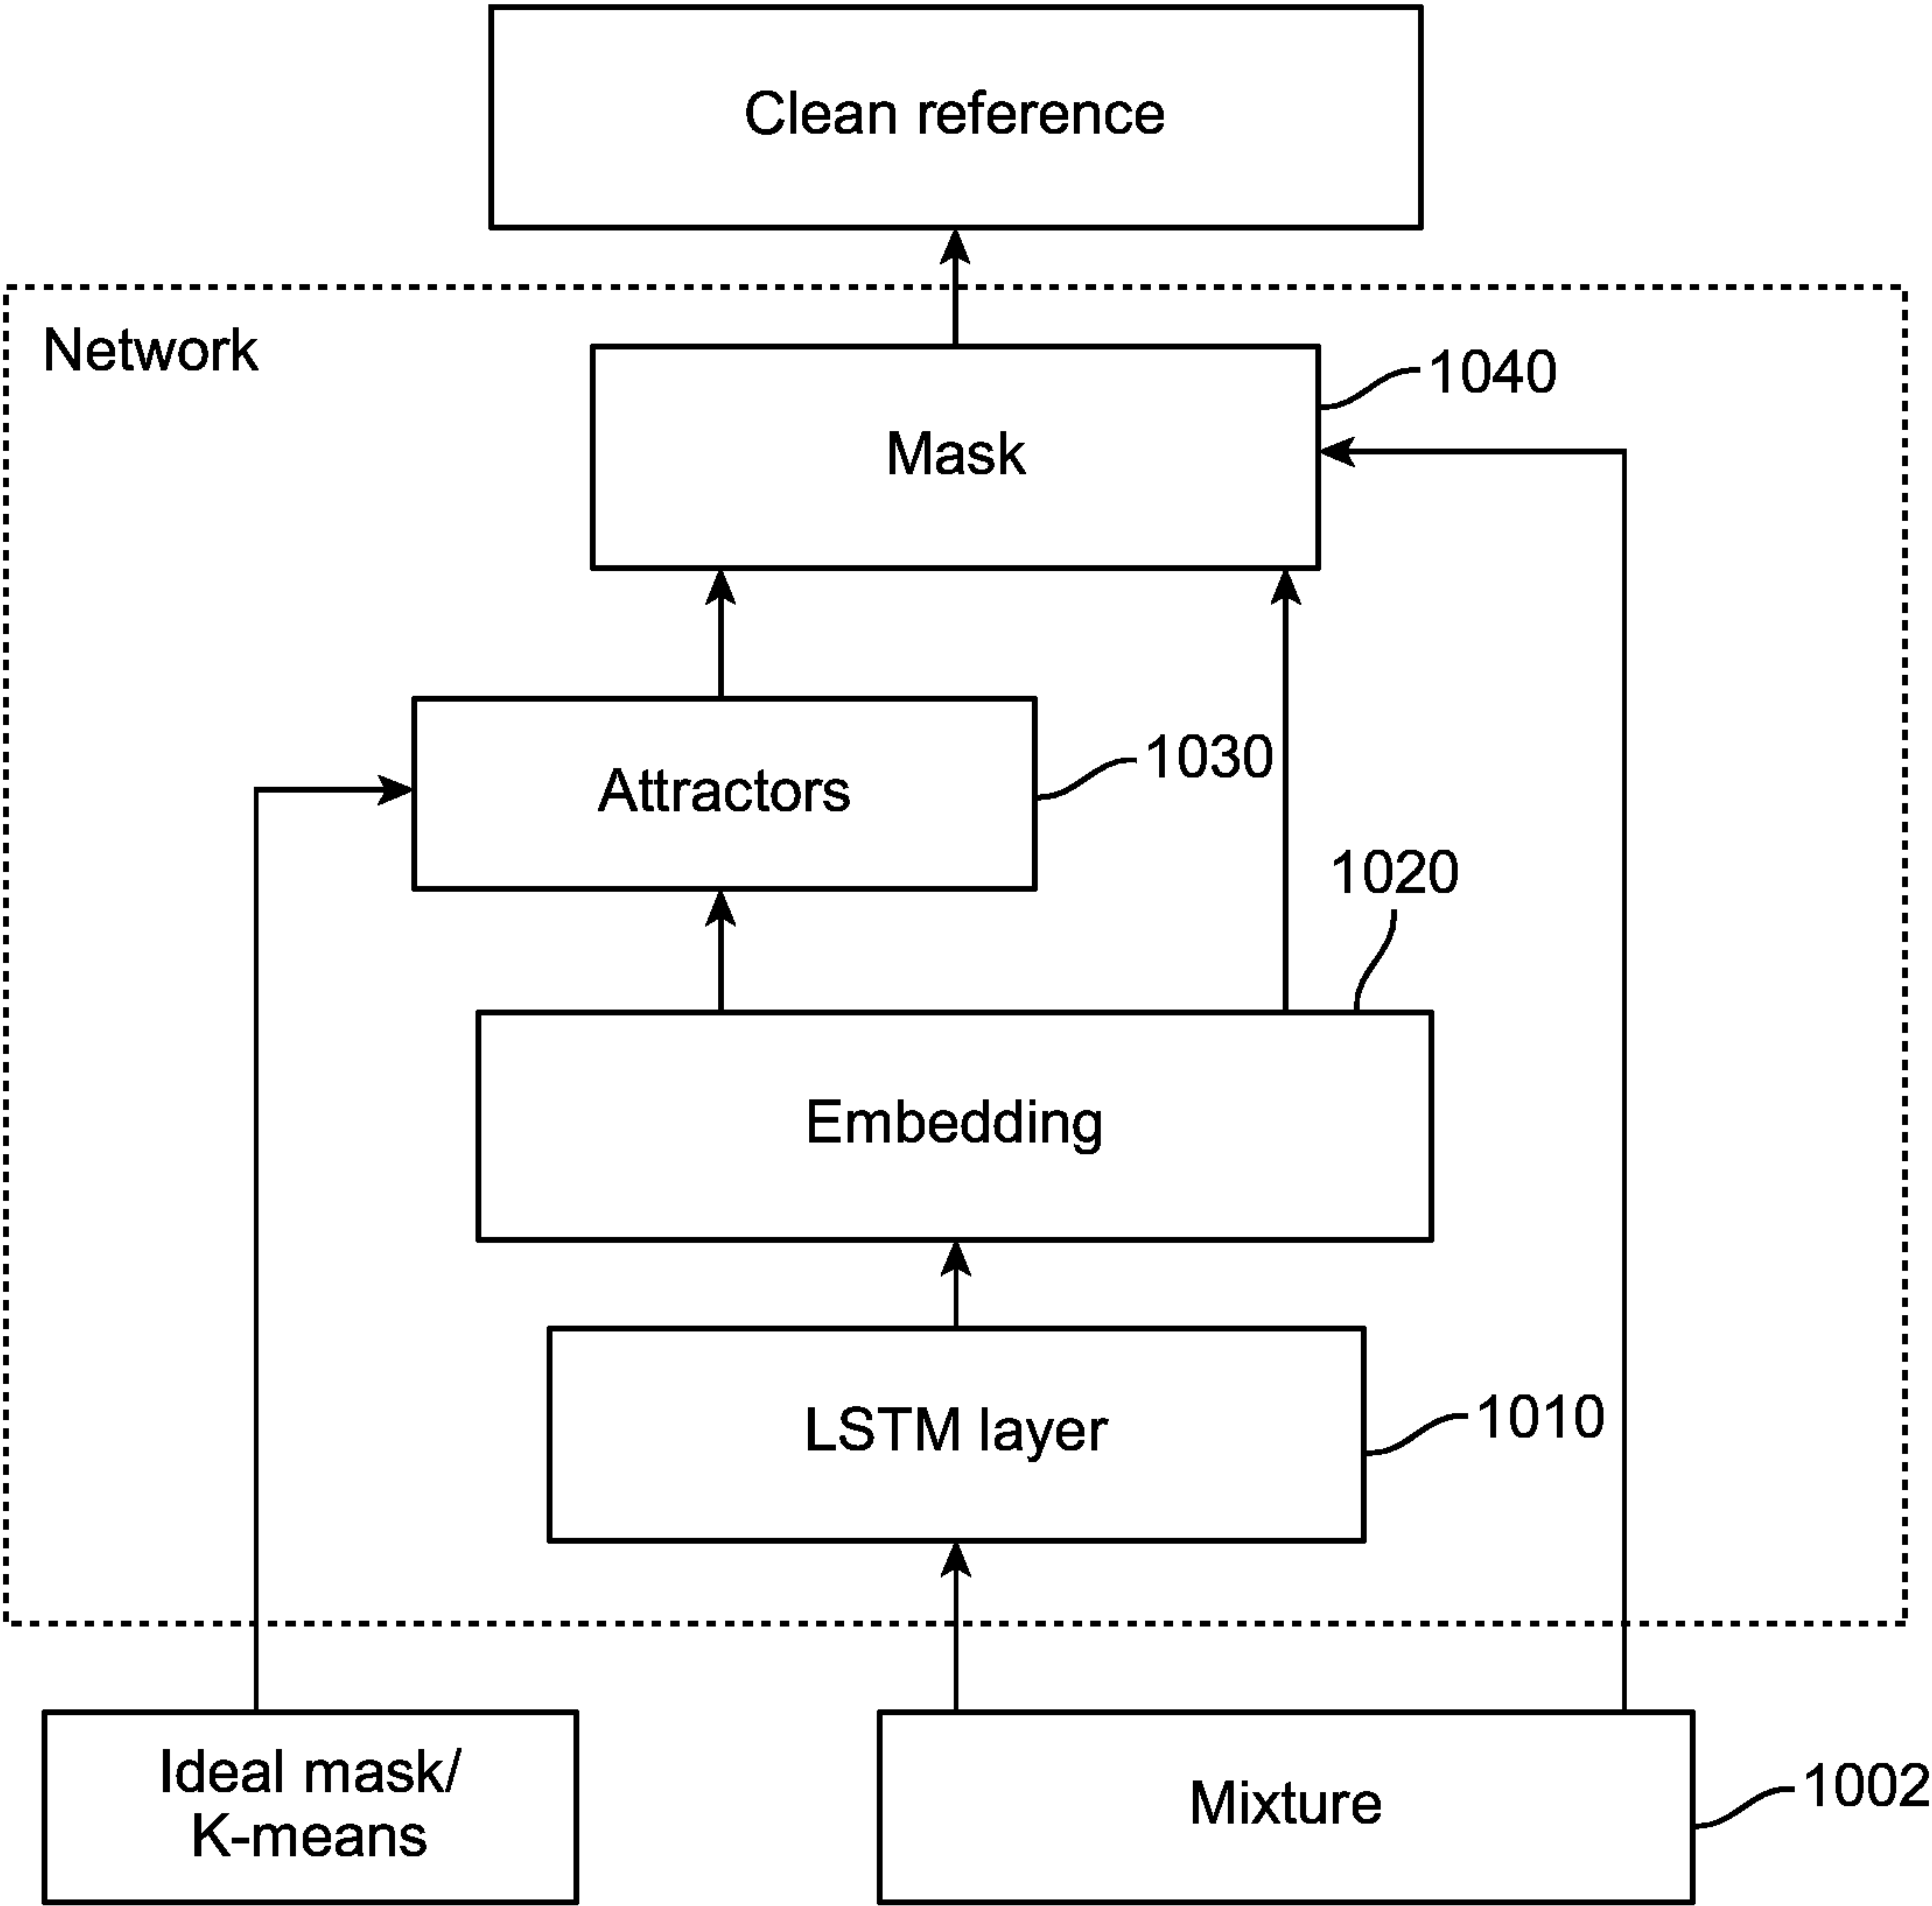 Clean reference
Network
1040
Mask
1030
Attractors
1020
Embedding
LSTM layer
1010
Ideal mask/
K-means
Mixture
1002